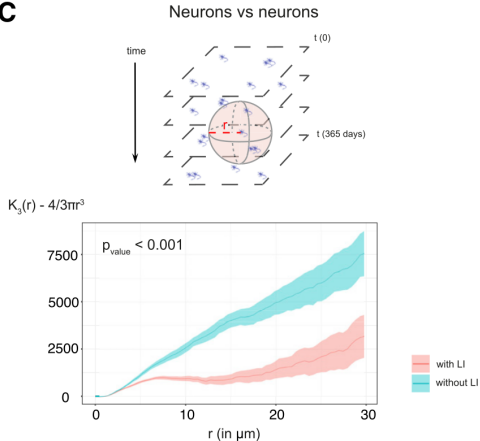 C
Neurons vs neurons
t (0)
time
r
t (365 days)
K₃(r) - 4/3πr³
p_value < 0.001
7500
5000
2500
0
0 10 20 30
r (in µm)
with LI
without LI